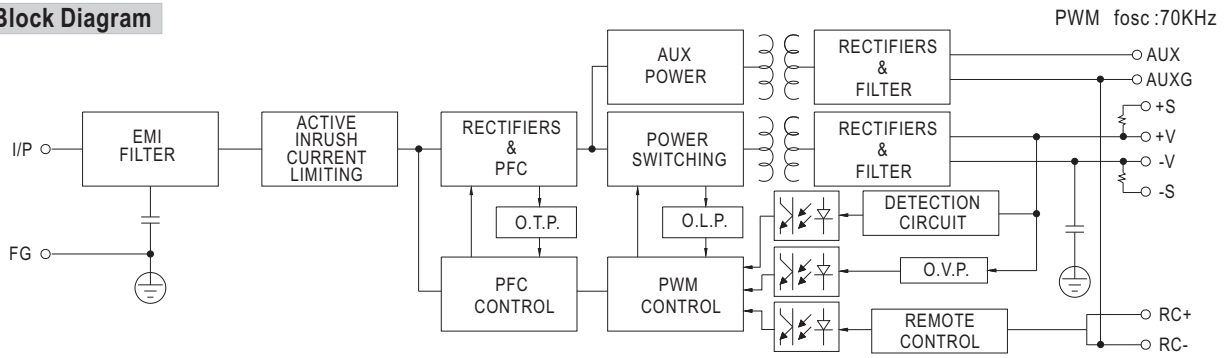 Block Diagram
PWM fosc :70KHz
AUX
POWER
RECTIFIERS
&
FILTER
AUX
AUXG
+S
I/P
EMI
FILTER
ACTIVE
INRUSH
CURRENT
LIMITING
RECTIFIERS
&
PFC
POWER
SWITCHING
RECTIFIERS
&
FILTER
+V
-V
-S
O.T.P.
O.L.P.
DETECTION
CIRCUIT
FG
PFC
CONTROL
PWM
CONTROL
O.V.P.
REMOTE
CONTROL
RC+
RC-